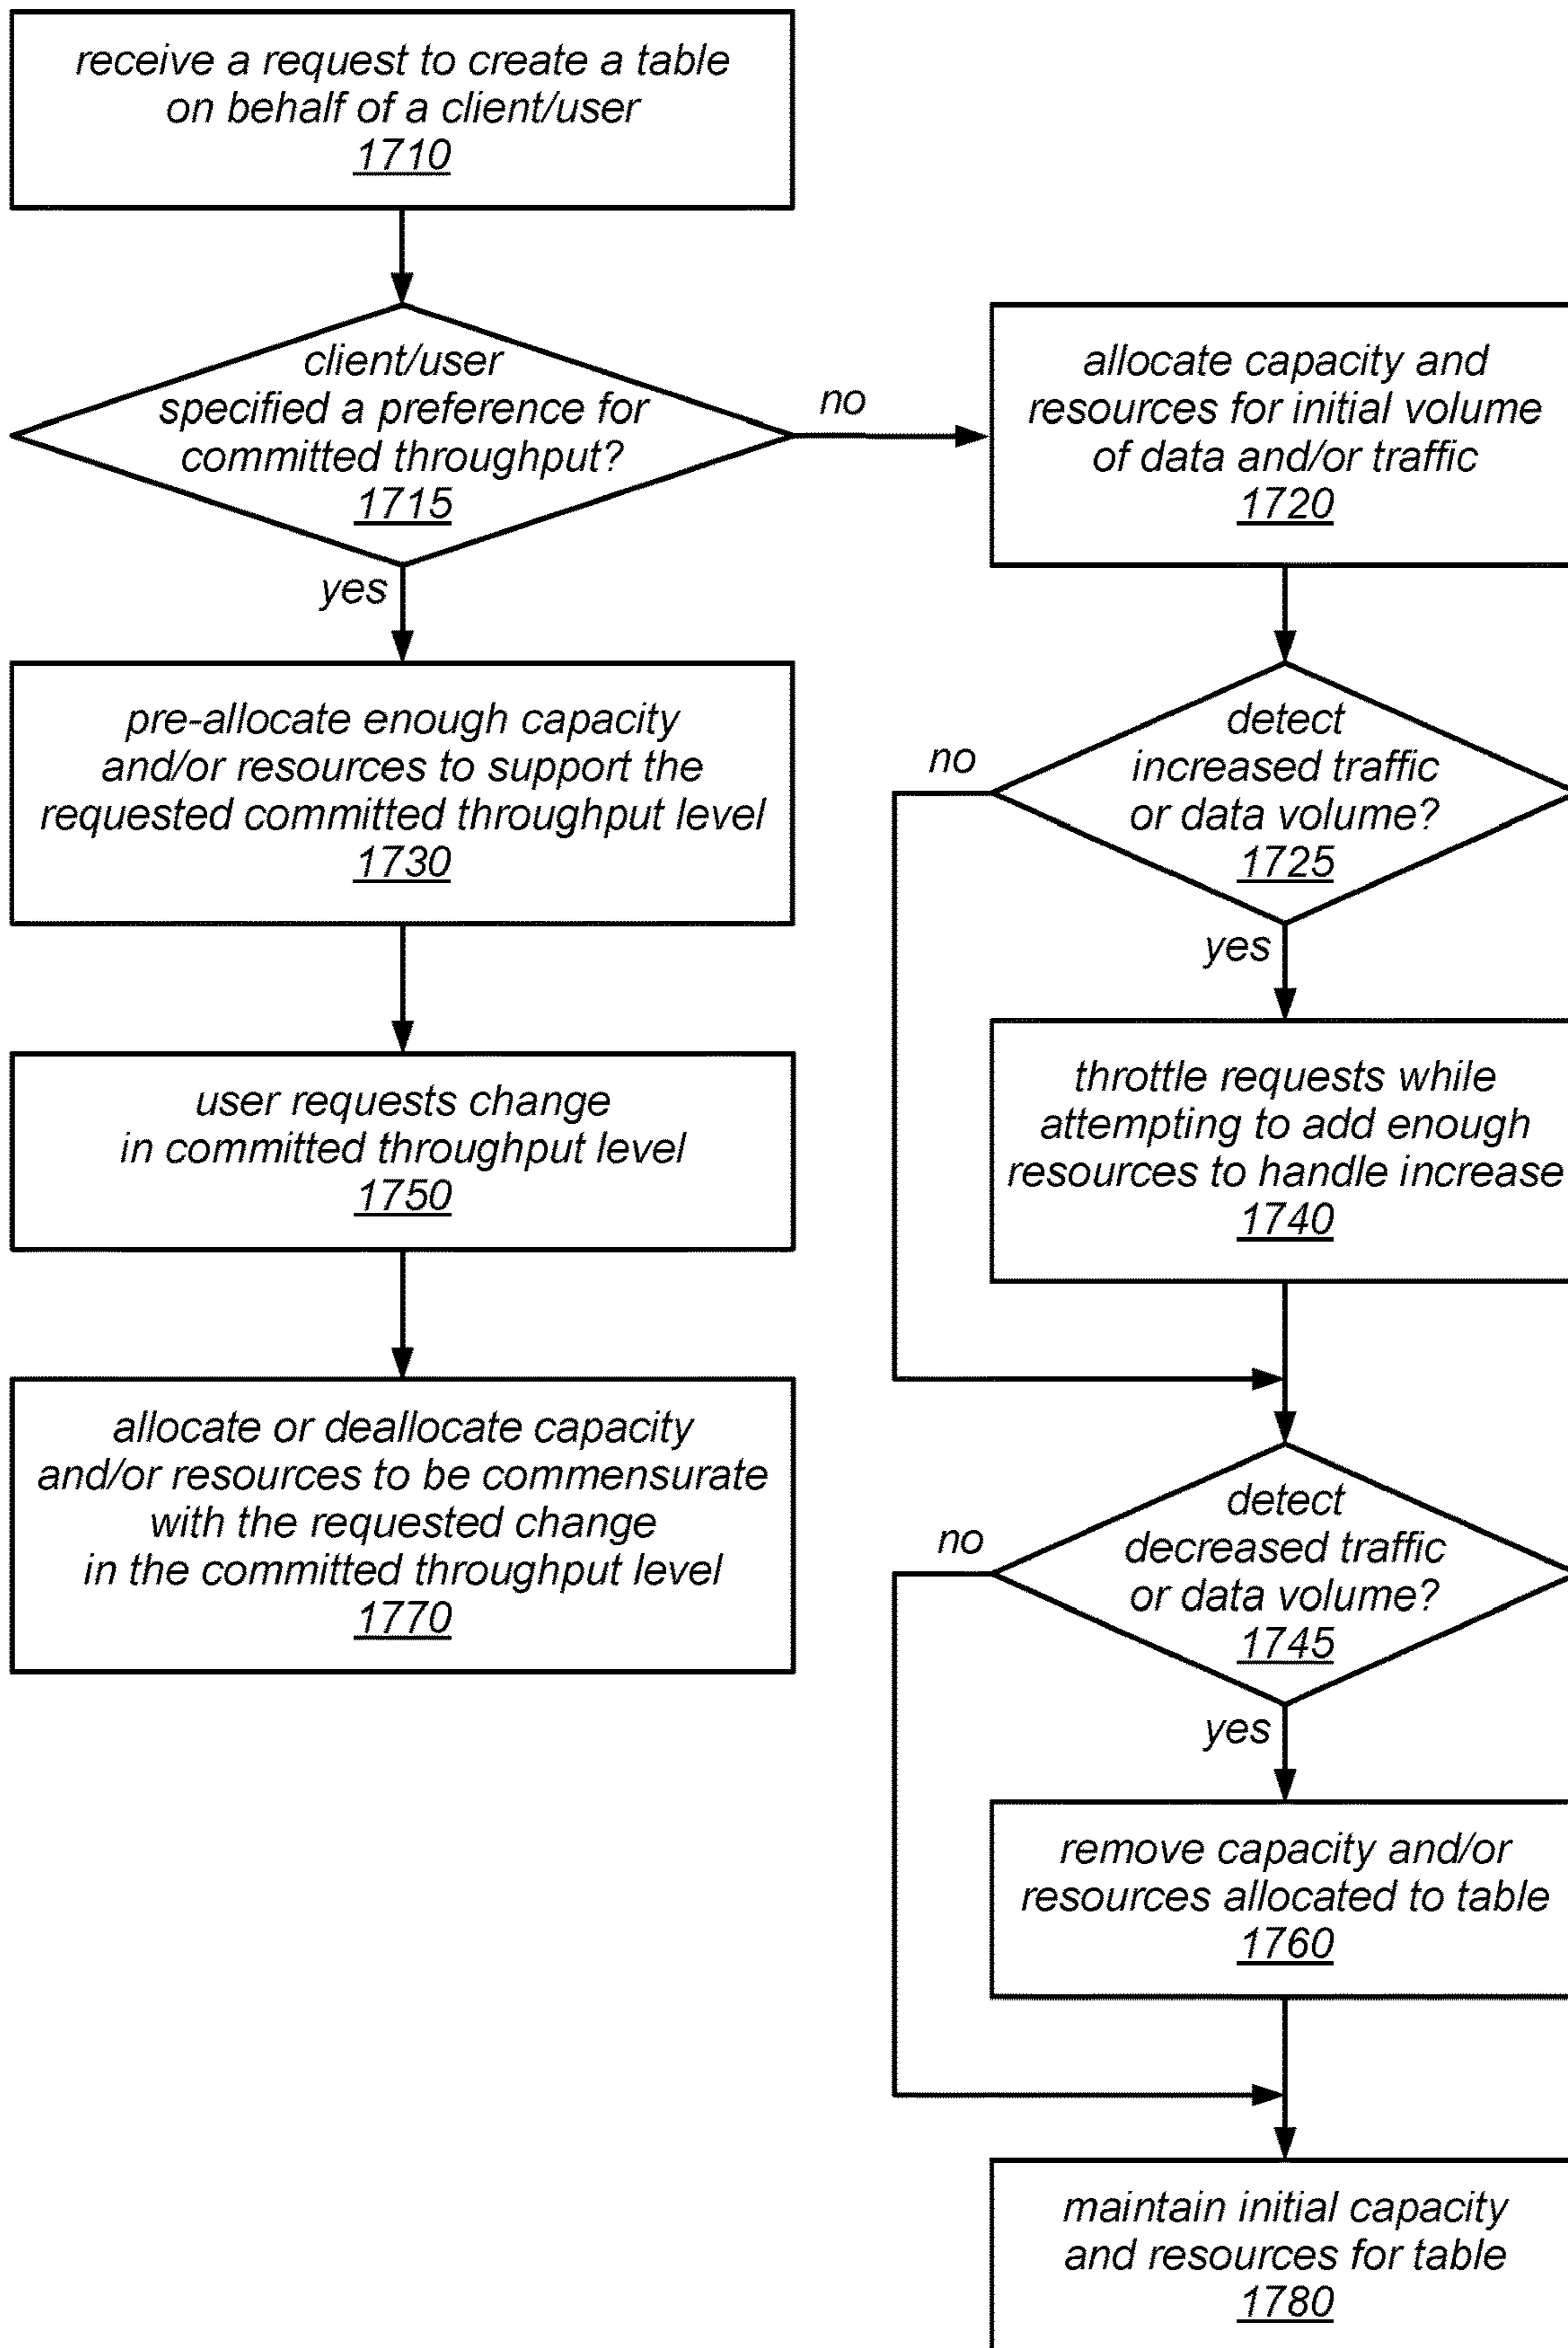 receive a request to create a table
on behalf of a client/user
1710
client/user
specified a preference for
committed throughput?
1715
no
yes
allocate capacity and
resources for initial volume
of data and/or traffic
1720
pre-allocate enough capacity
and/or resources to support the
requested committed throughput level
1730
user requests change
in committed throughput level
1750
allocate or deallocate capacity
and/or resources to be commensurate
with the requested change
in the committed throughput level
1770
detect
increased traffic
or data volume?
1725
no
yes
throttle requests while
attempting to add enough
resources to handle increase
1740
detect
decreased traffic
or data volume?
1745
no
yes
remove capacity and/or
resources allocated to table
1760
maintain initial capacity
and resources for table
1780